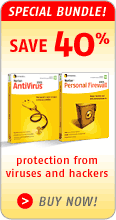 SPECIAL BUNDLE!
SAVE 40%
Norton
AntiVirus
Norton
Personal Firewall
protection from
viruses and hackers
BUY NOW!